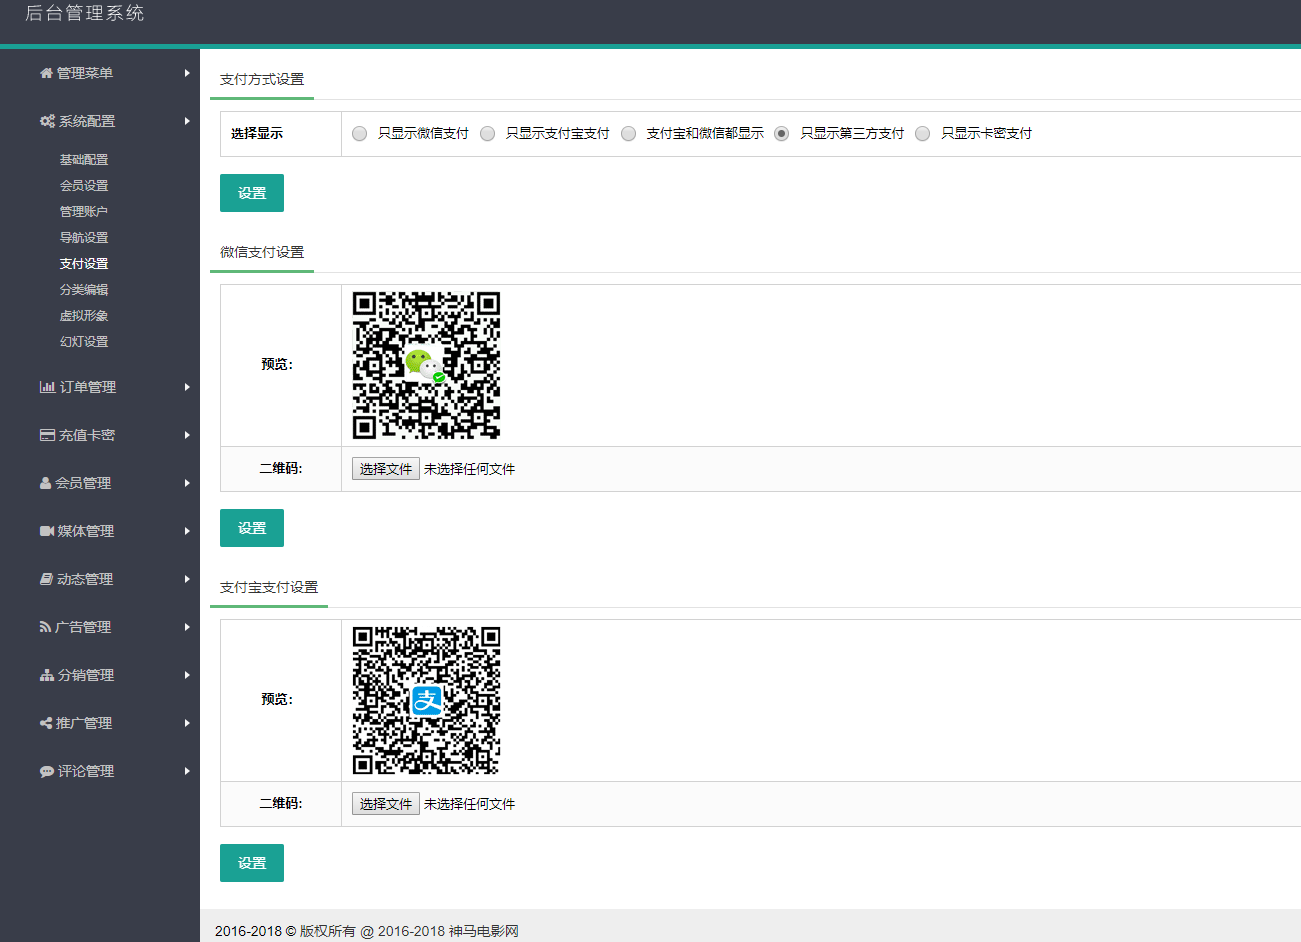 后台管理系统
管理菜单
系统配置
基础配置
会员设置
管理账户
导航设置
支付设置
分类编辑
虚拟形象
幻灯设置
订单管理
充值卡密
会员管理
媒体管理
动态管理
广告管理
分销管理
推广管理
评论管理
支付方式设置
选择显示 只显示微信支付 只显示支付宝支付 支付宝和微信都显示 只显示第三方支付 只显示卡密支付
设置
微信支付设置
预览：
二维码: 选择文件 未选择任何文件
设置
支付宝支付设置
预览：
支
二维码: 选择文件 未选择任何文件
设置
2016-2018 © 版权所有 @ 2016-2018 神马电影网